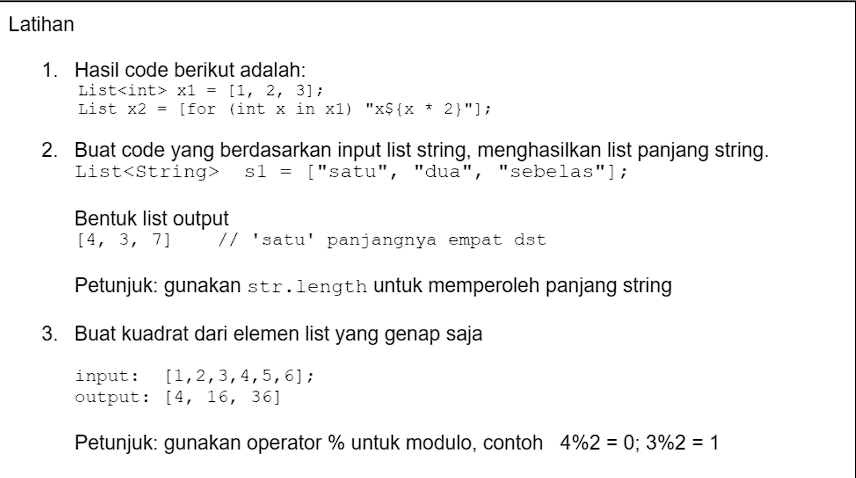 Latihan
1. Hasil code berikut adalah:
List<int> x1 = [1, 2, 3];
List x2 = [for (int x in x1) "x${x * 2}"];
2. Buat code yang berdasarkan input list string, menghasilkan list panjang string.
List<String>  s1 = ["satu", "dua", "sebelas"];
Bentuk list output
[4, 3, 7]    // 'satu' panjangnya empat dst
Petunjuk: gunakan str.length untuk memperoleh panjang string
3. Buat kuadrat dari elemen list yang genap saja
input:  [1,2,3,4,5,6];
output: [4, 16, 36]
Petunjuk: gunakan operator % untuk modulo, contoh  4%2 = 0; 3%2 = 1